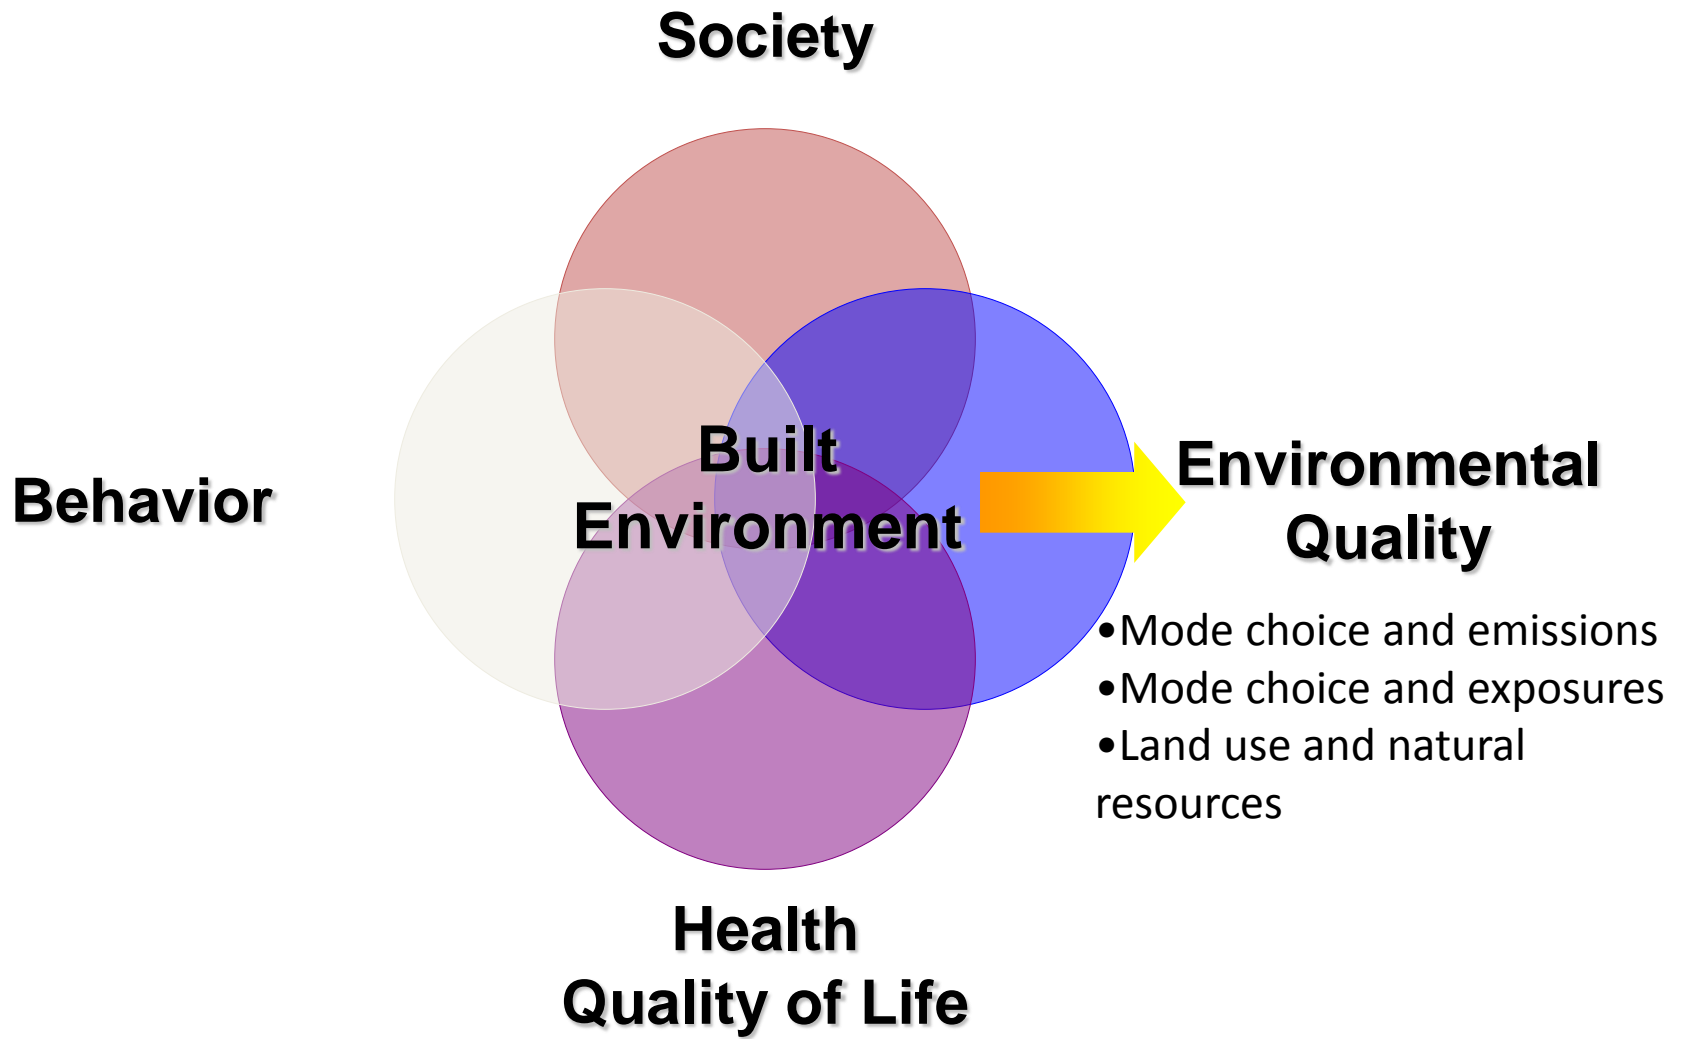 Society
Behavior
Built
Environment
Environmental
Quality
•Mode choice and emissions
•Mode choice and exposures
•Land use and natural
resources
Health
Quality of Life